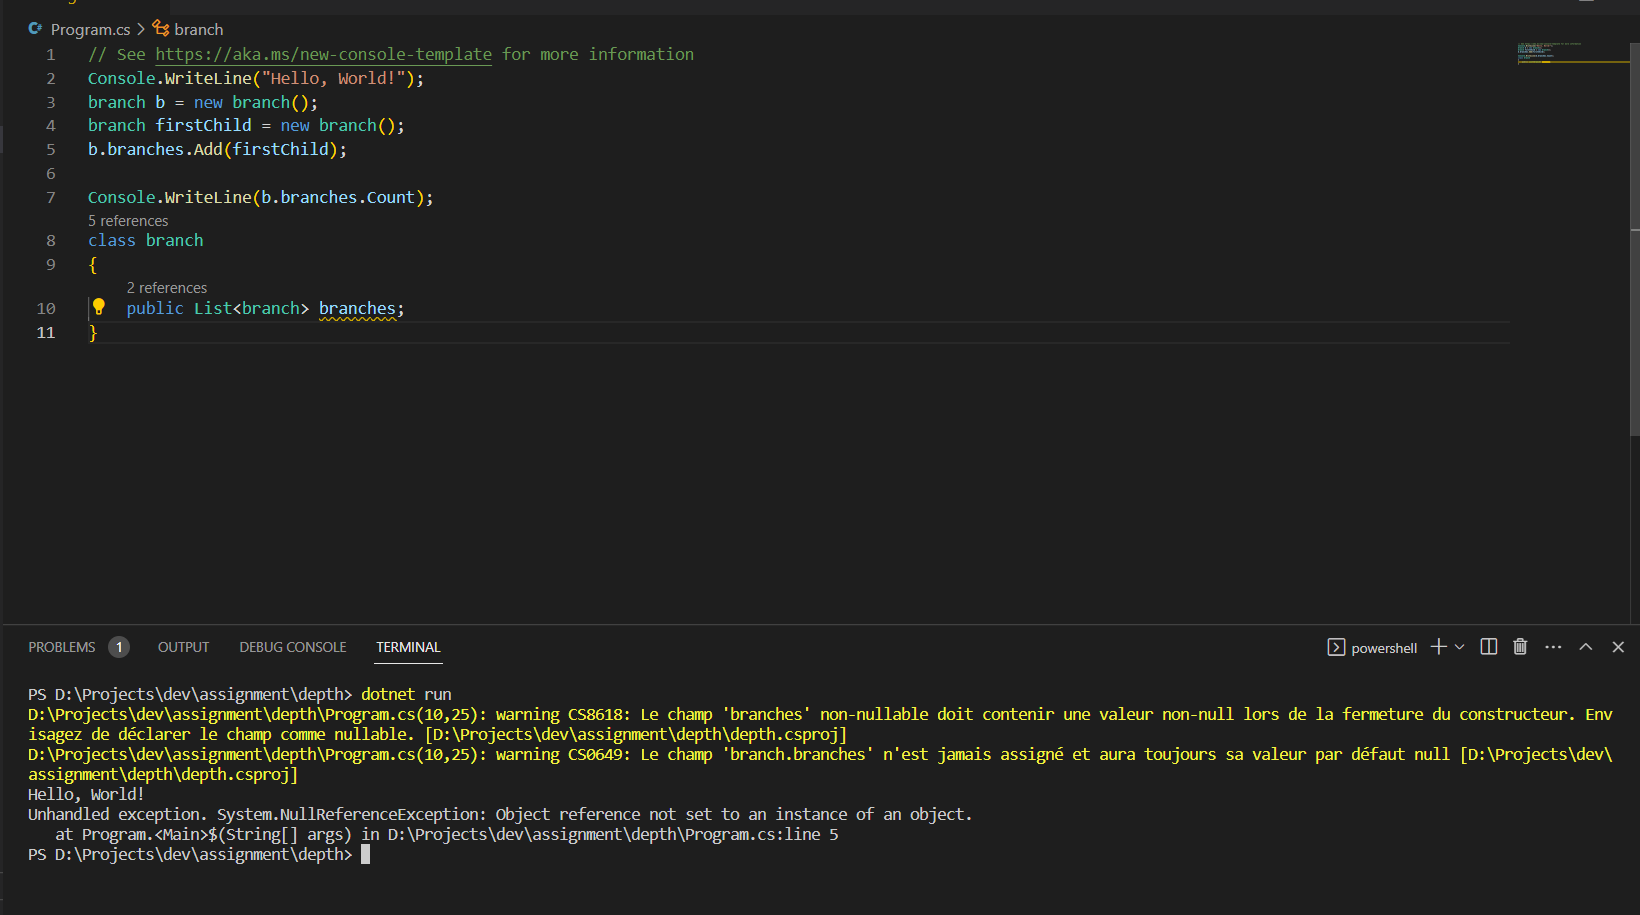 Program.cs > branch
1 // See https://aka.ms/new-console-template for more information
2 Console.WriteLine("Hello, World!");
3 branch b = new branch();
4 branch firstChild = new branch();
5 b.branches.Add(firstChild);
6
7 Console.WriteLine(b.branches.Count);
5 references
8 class branch
9 {
2 references
10 public List<branch> branches;
11 }
PROBLEMS 1 OUTPUT DEBUG CONSOLE TERMINAL powershell
PS D:\Projects\dev\assignment\depth> dotnet run
D:\Projects\dev\assignment\depth\Program.cs(10,25): warning CS8618: Le champ 'branches' non-nullable doit contenir une valeur non-null lors de la fermeture du constructeur. Env
isagez de déclarer le champ comme nullable. [D:\Projects\dev\assignment\depth\depth.csproj]
D:\Projects\dev\assignment\depth\Program.cs(10,25): warning CS0649: Le champ 'branch.branches' n'est jamais assigné et aura toujours sa valeur par défaut null [D:\Projects\dev\
assignment\depth\depth.csproj]
Hello, World!
Unhandled exception. System.NullReferenceException: Object reference not set to an instance of an object.
at Program.<Main>$(String[] args) in D:\Projects\dev\assignment\depth\Program.cs:line 5
PS D:\Projects\dev\assignment\depth>